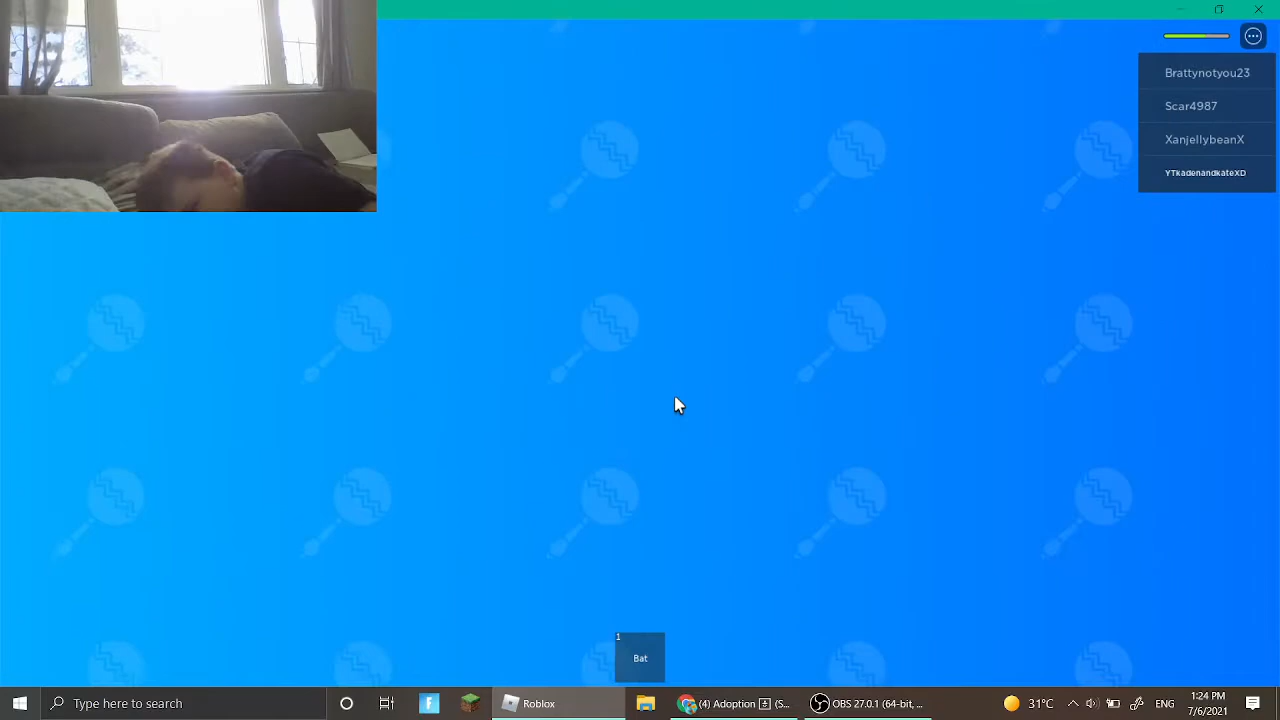 Brattynotyou23
Scar4987
XanjellybeanX
YTkadenandkateXD
1
Bat
Type here to search
Roblox
(4) Adoption
(S...
OBS 27.0.1 (64-bit,...
31°C
ENG
1:24 PM
7/6/2021